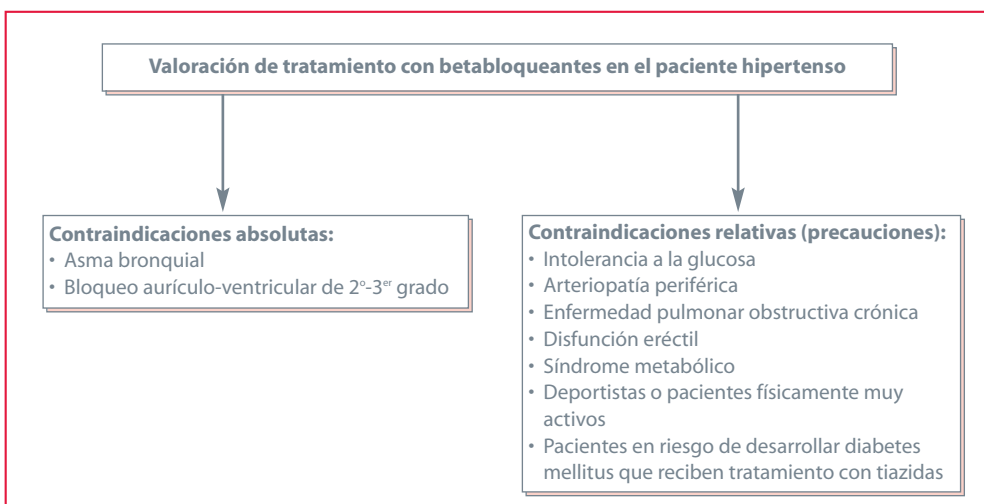 Valoración de tratamiento con betabloqueantes en el paciente hipertenso
Contraindicaciones absolutas:
• Asma bronquial
• Bloqueo aurículo-ventricular de 2º-3er grado
Contraindicaciones relativas (precauciones):
• Intolerancia a la glucosa
• Arteriopatía periférica
• Enfermedad pulmonar obstructiva crónica
• Disfunción eréctil
• Síndrome metabólico
• Deportistas o pacientes físicamente muy
activos
• Pacientes en riesgo de desarrollar diabetes
mellitus que reciben tratamiento con tiazidas